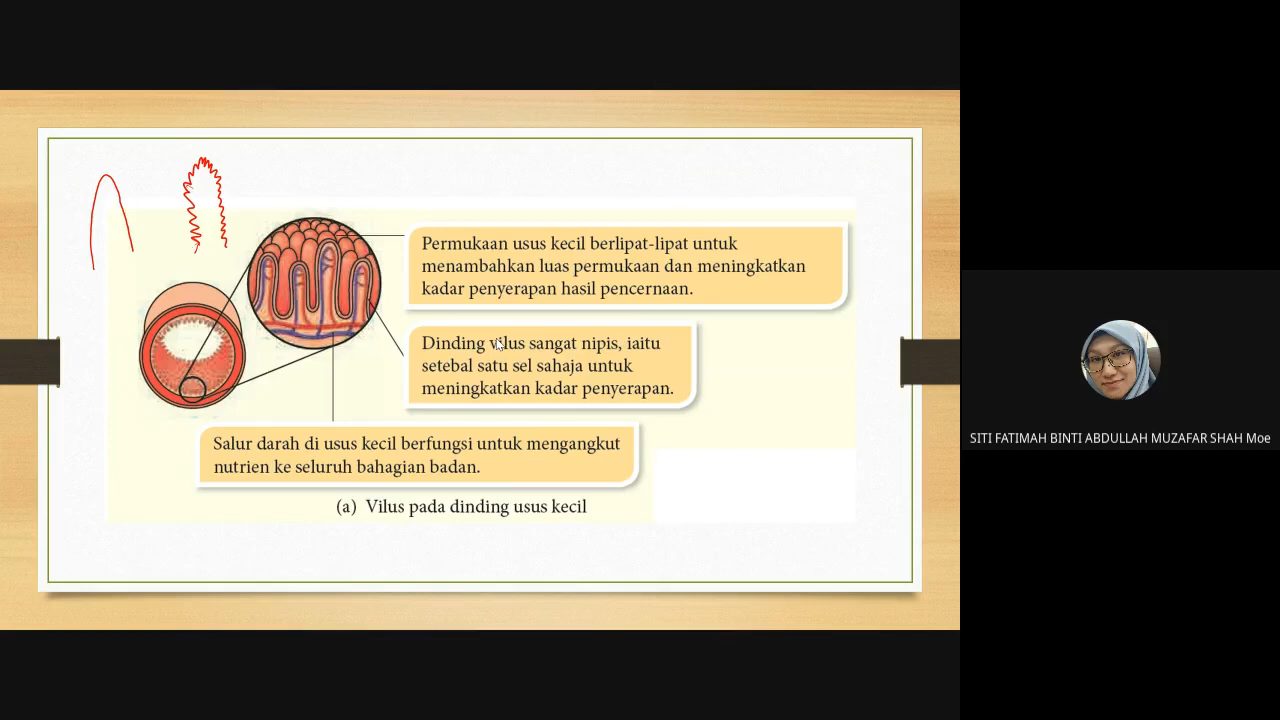 Permukaan usus kecil berlipat-lipat untuk
menambahkan luas permukaan dan meningkatkan
kadar penyerapan hasil pencernaan.
Dinding vilus sangat nipis, iaitu
setebal satu sel sahaja untuk
meningkatkan kadar penyerapan.
Salur darah di usus kecil berfungsi untuk mengangkut
nutrien ke seluruh bahagian badan.
(a) Vilus pada dinding usus kecil
SITI FATIMAH BINTI ABDULLAH MUZAFAR SHAH Moe